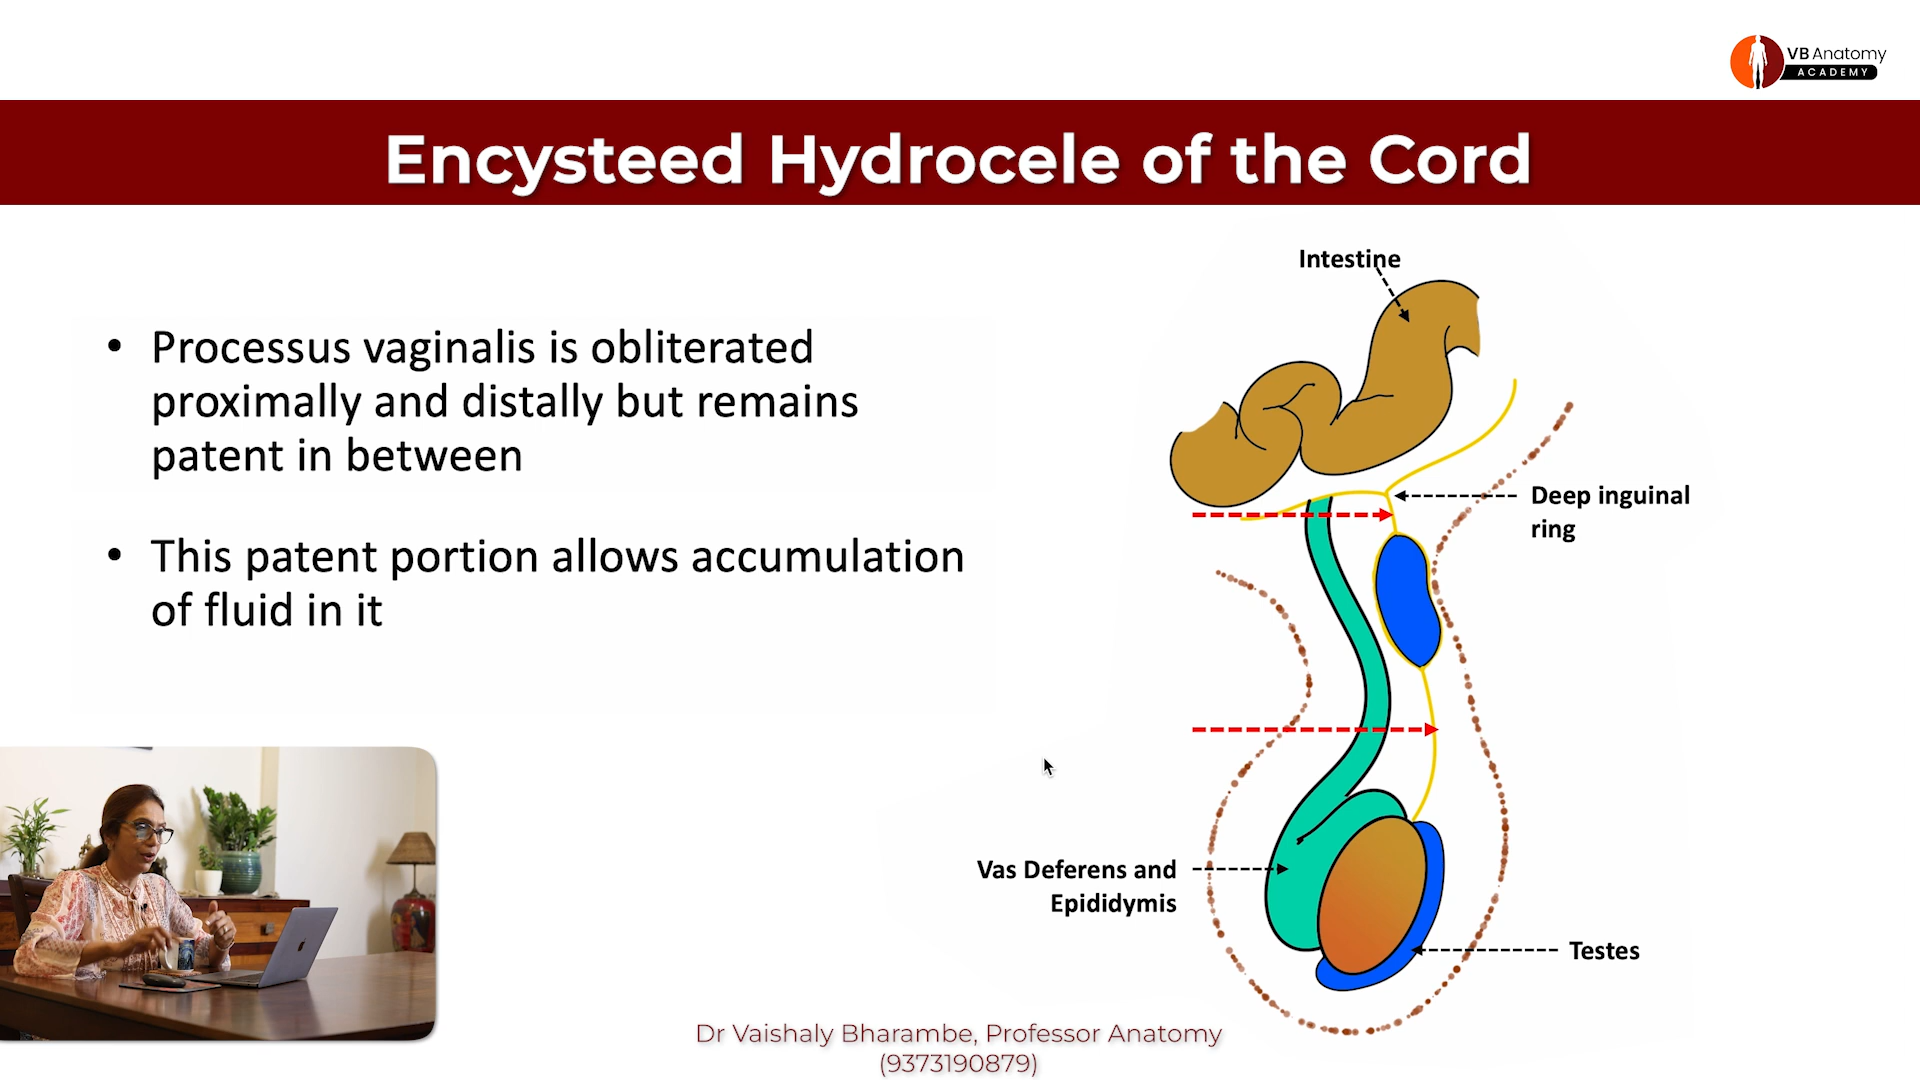 VB Anatomy
ACADEMY
Encysteed Hydrocele of the Cord
• Processus vaginalis is obliterated
proximally and distally but remains
patent in between
• This patent portion allows accumulation
of fluid in it
Intestine
Deep inguinal
ring
Vas Deferens and
Epididymis
Testes
Dr Vaishaly Bharambe, Professor Anatomy
(9373190879)